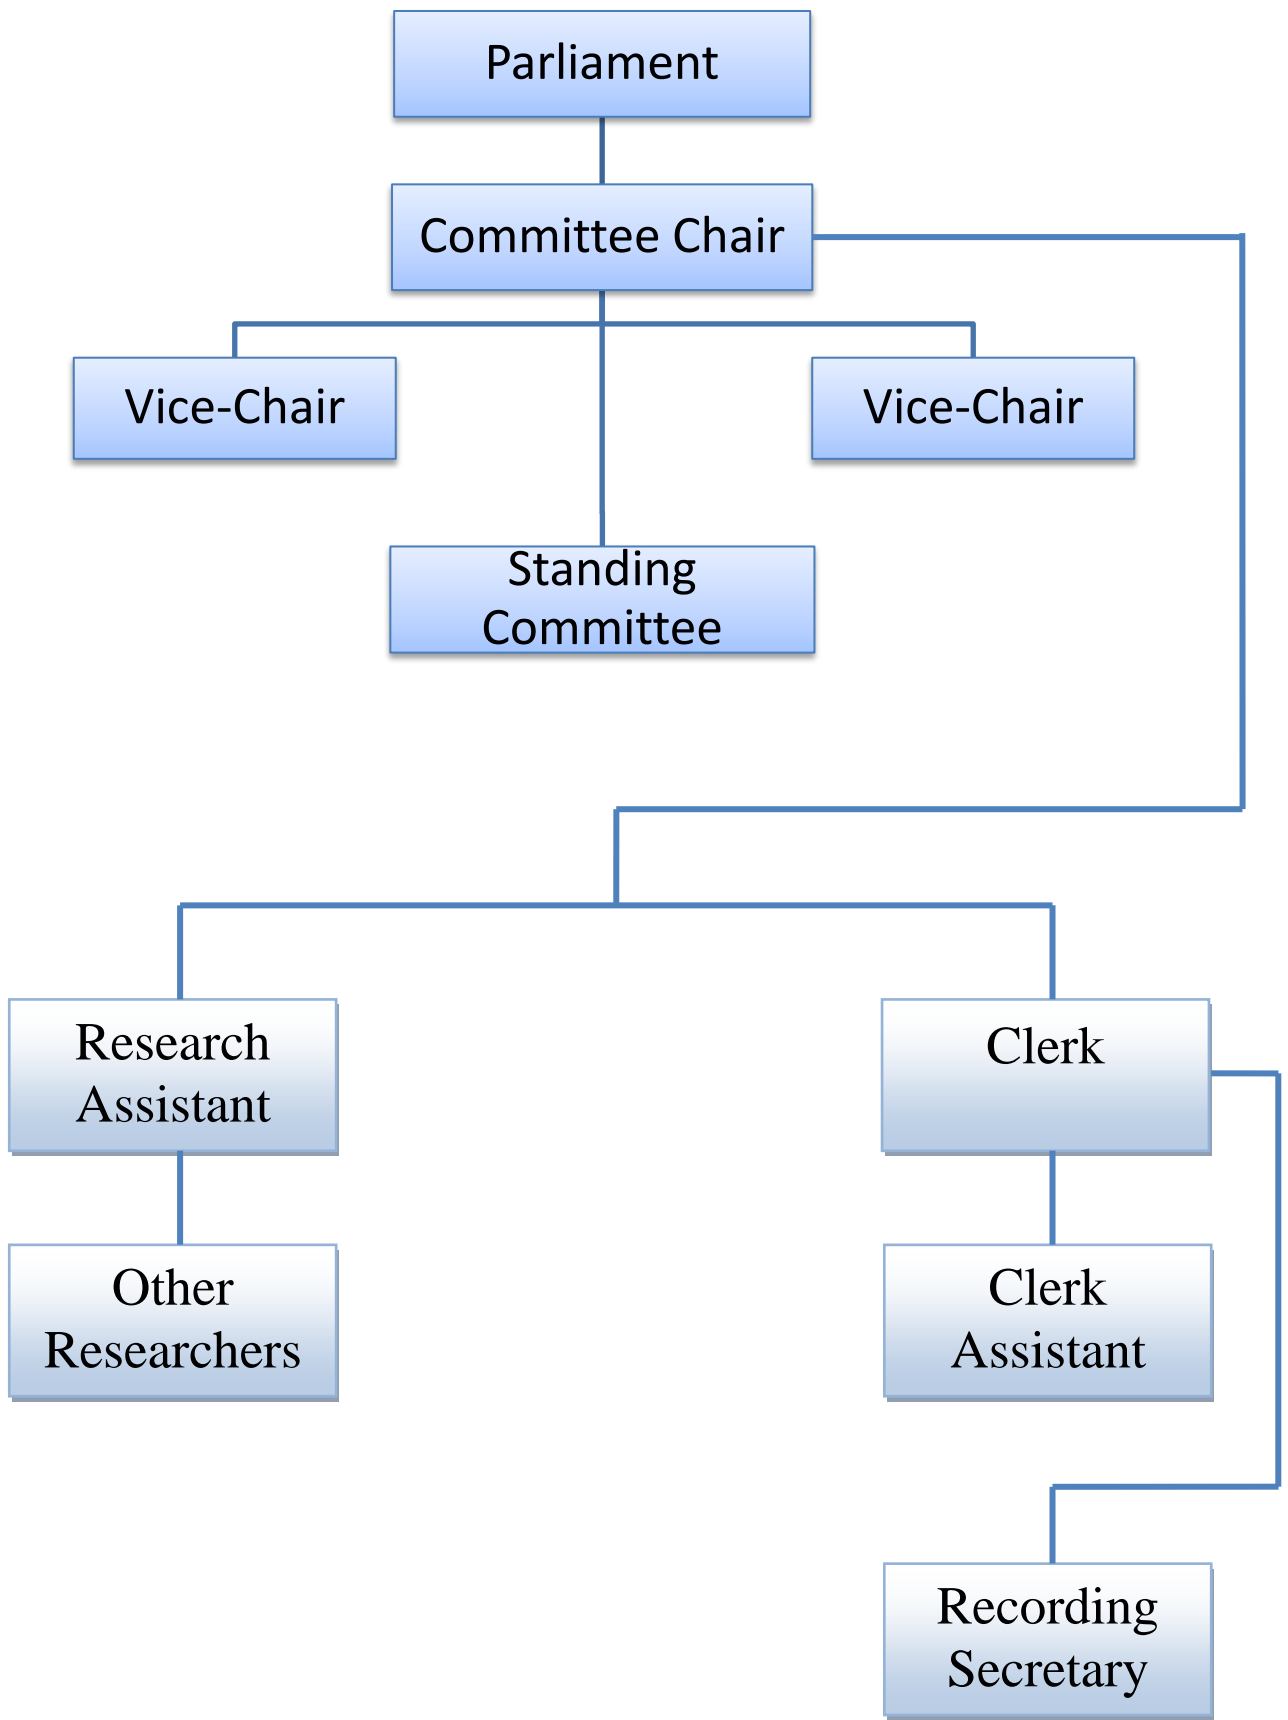 Parliament
Committee Chair
Vice-Chair
Vice-Chair
Standing
Committee
Research
Assistant
Clerk
Other
Researchers
Clerk
Assistant
Recording
Secretary